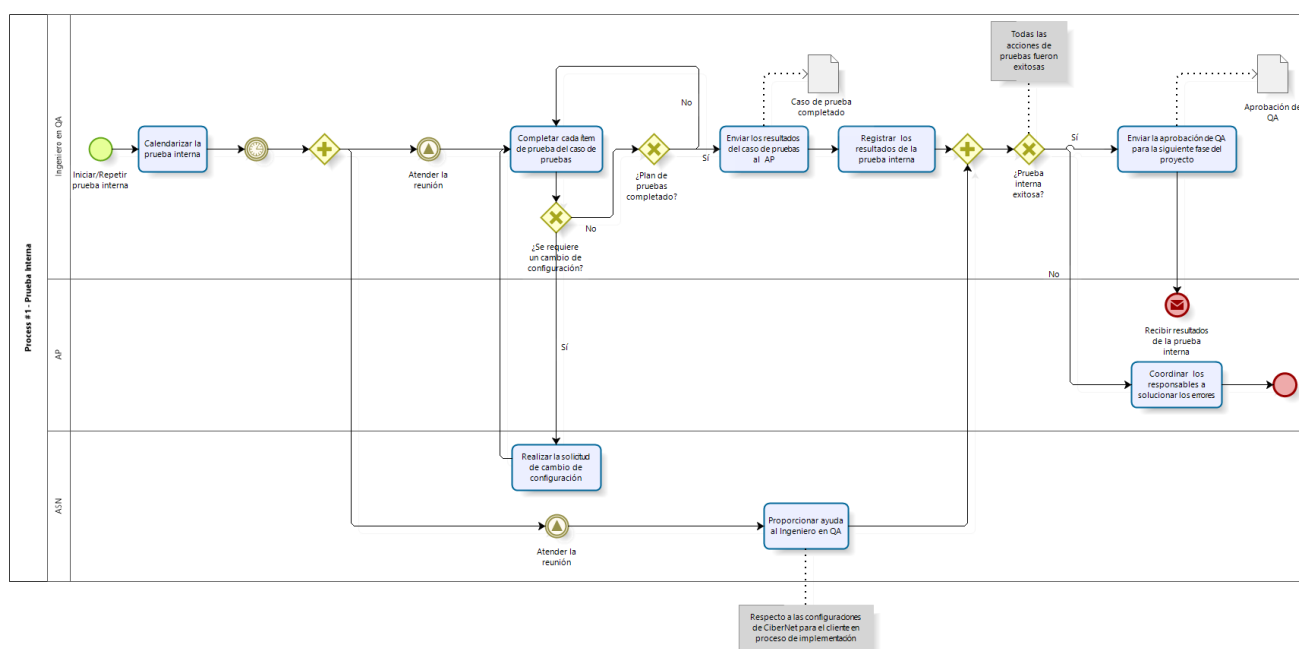 Process #1 - Prueba Interna
Ingeniero en QA
AP
ASN
Iniciar/Repetir
prueba interna
Calendarizar la
prueba interna
Atender la
reunión
Completar cada ítem
de prueba del caso de
pruebas
No
¿Plan de
pruebas
completado?
Sí
¿Se requiere
un cambio de
configuración?
No
Sí
Enviar los resultados
del caso de pruebas
al AP
Caso de prueba
completado
Registrar los
resultados de la
prueba interna
Todas las
acciones de
pruebas fueron
exitosas
¿Prueba
interna
exitosa?
Sí
No
Enviar la aprobación de QA
para la siguiente fase del
proyecto
Aprobación de
QA
Recibir resultados
de la prueba
interna
Coordinar los
responsables a
solucionar los errores
Realizar la solicitud
de cambio de
configuración
Atender la
reunión
Proporcionar ayuda
al Ingeniero en QA
Respecto a las configuraciones
de CiberNet para el cliente en
proceso de implementación